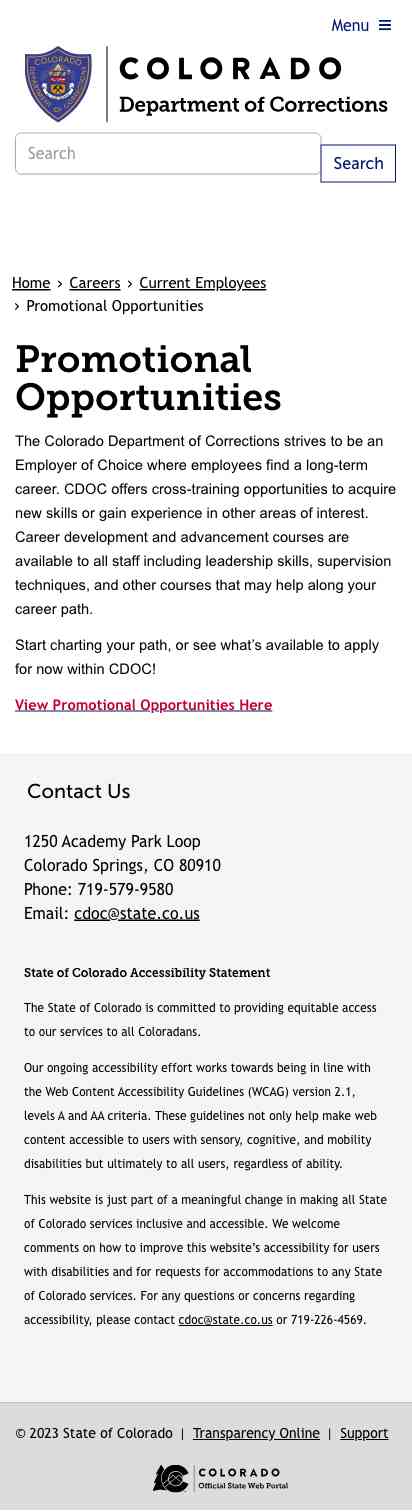 Menu
COLORADO
COLORADO
Department of Corrections
Search
Search
Home › Careers › Current Employees
› Promotional Opportunities
Promotional
Opportunities
The Colorado Department of Corrections strives to be an
Employer of Choice where employees find a long-term
career. CDOC offers cross-training opportunities to acquire
new skills or gain experience in other areas of interest.
Career development and advancement courses are
available to all staff including leadership skills, supervision
techniques, and other courses that may help along your
career path.
Start charting your path, or see what’s available to apply
for now within CDOC!
View Promotional Opportunities Here
Contact Us
1250 Academy Park Loop
Colorado Springs, CO 80910
Phone: 719-579-9580
Email: cdoc@state.co.us
State of Colorado Accessibility Statement
The State of Colorado is committed to providing equitable access
to our services to all Coloradans.
Our ongoing accessibility effort works towards being in line with
the Web Content Accessibility Guidelines (WCAG) version 2.1,
levels A and AA criteria. These guidelines not only help make web
content accessible to users with sensory, cognitive, and mobility
disabilities but ultimately to all users, regardless of ability.
This website is just part of a meaningful change in making all State
of Colorado services inclusive and accessible. We welcome
comments on how to improve this website’s accessibility for users
with disabilities and for requests for accommodations to any State
of Colorado services. For any questions or concerns regarding
accessibility, please contact cdoc@state.co.us or 719-226-4569.
© 2023 State of Colorado | Transparency Online | Support
COLORADO
Official State Web Portal